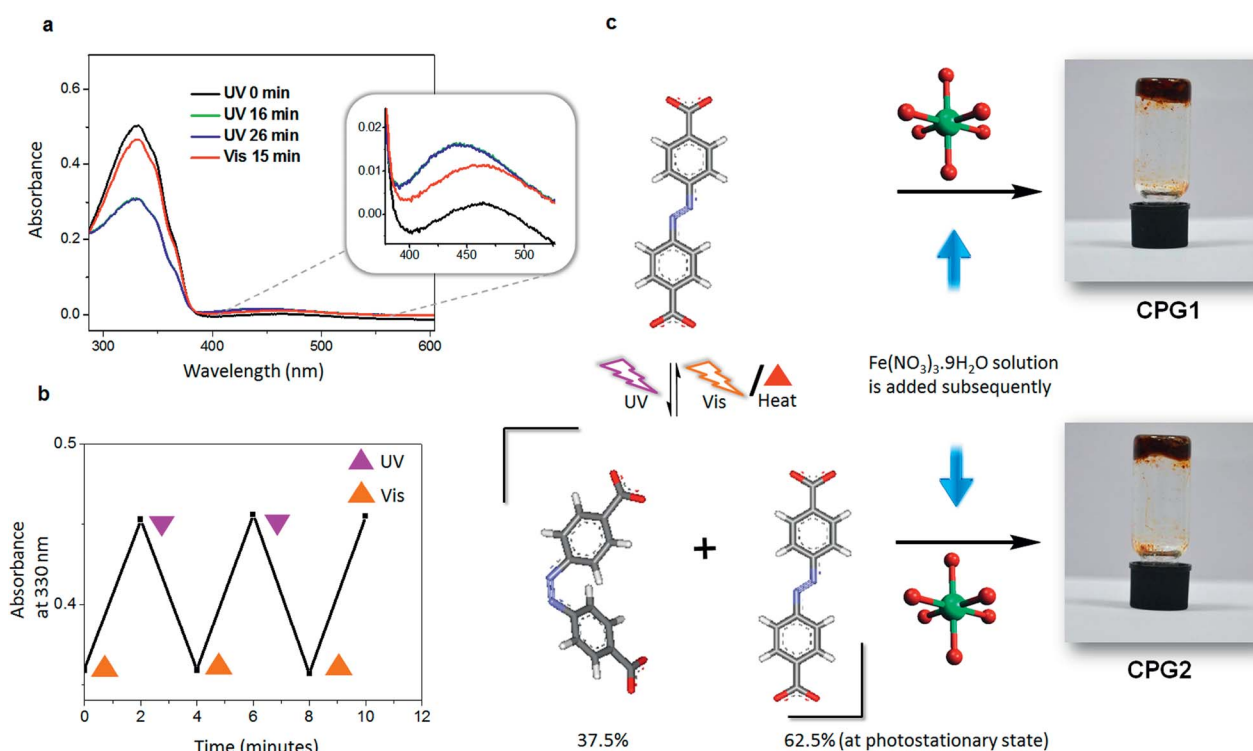 a
UV 0 min
UV 16 min
UV 26 min
Vis 15 min
0.6
0.4
0.2
0.0
Absorbance
300
400
500
600
Wavelength (nm)
0.02
0.01
0.00
400
450
500
b
0.5
0.4
Absorbance
at 330 nm
UV
Vis
0
2
4
6
8
10
12
Time (minutes)
c
UV
Vis
/
Heat
+
37.5%
62.5% (at photostationary state)
CPG1
Fe(NO3)3.9H2O solution
is added subsequently
CPG2